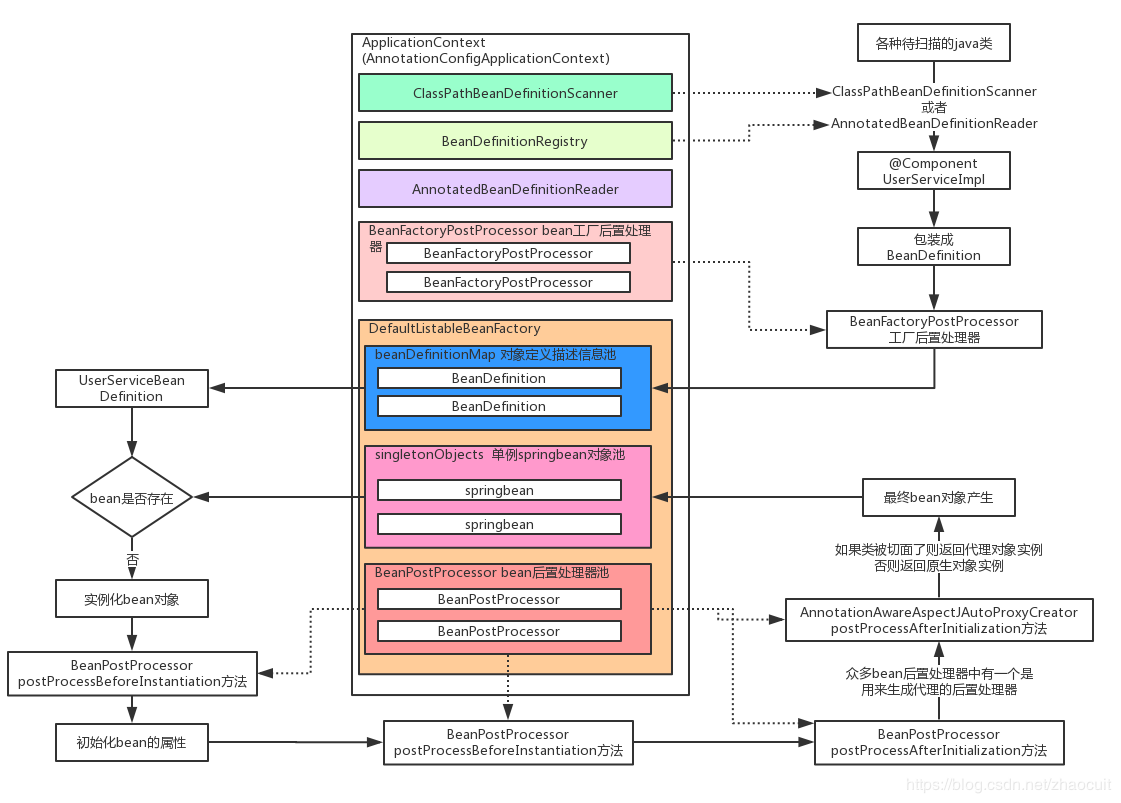 ApplicationContext
(AnnotationConfigApplicationContext)
ClassPathBeanDefinitionScanner
BeanDefinitionRegistry
AnnotatedBeanDefinitionReader
BeanFactoryPostProcessor bean工厂后置处理
器
BeanFactoryPostProcessor
BeanFactoryPostProcessor
DefaultListableBeanFactory
beanDefinitionMap 对象定义描述信息池
BeanDefinition
BeanDefinition
singletonObjects 单例springbean对象池
springbean
springbean
BeanPostProcessor bean后置处理器池
BeanPostProcessor
BeanPostProcessor
各种待扫描的java类
ClassPathBeanDefinitionScanner
或者
AnnotatedBeanDefinitionReader
@Component
UserServiceImpl
包装成
BeanDefinition
BeanFactoryPostProcessor
工厂后置处理器
UserServiceBean
Definition
bean是否存在
否
实例化bean对象
BeanPostProcessor
postProcessBeforeInstantiation方法
初始化bean的属性
BeanPostProcessor
postProcessBeforeInstantiation方法
BeanPostProcessor
postProcessAfterInitialization方法
众多bean后置处理器中有一个是
用来生成代理的后置处理器
AnnotationAwareAspectJAutoProxyCreator
postProcessAfterInitialization方法
如果类被切面了则返回代理对象实例
否则返回原生对象实例
最终bean对象产生
https://blog.csdn.net/zhaocuit